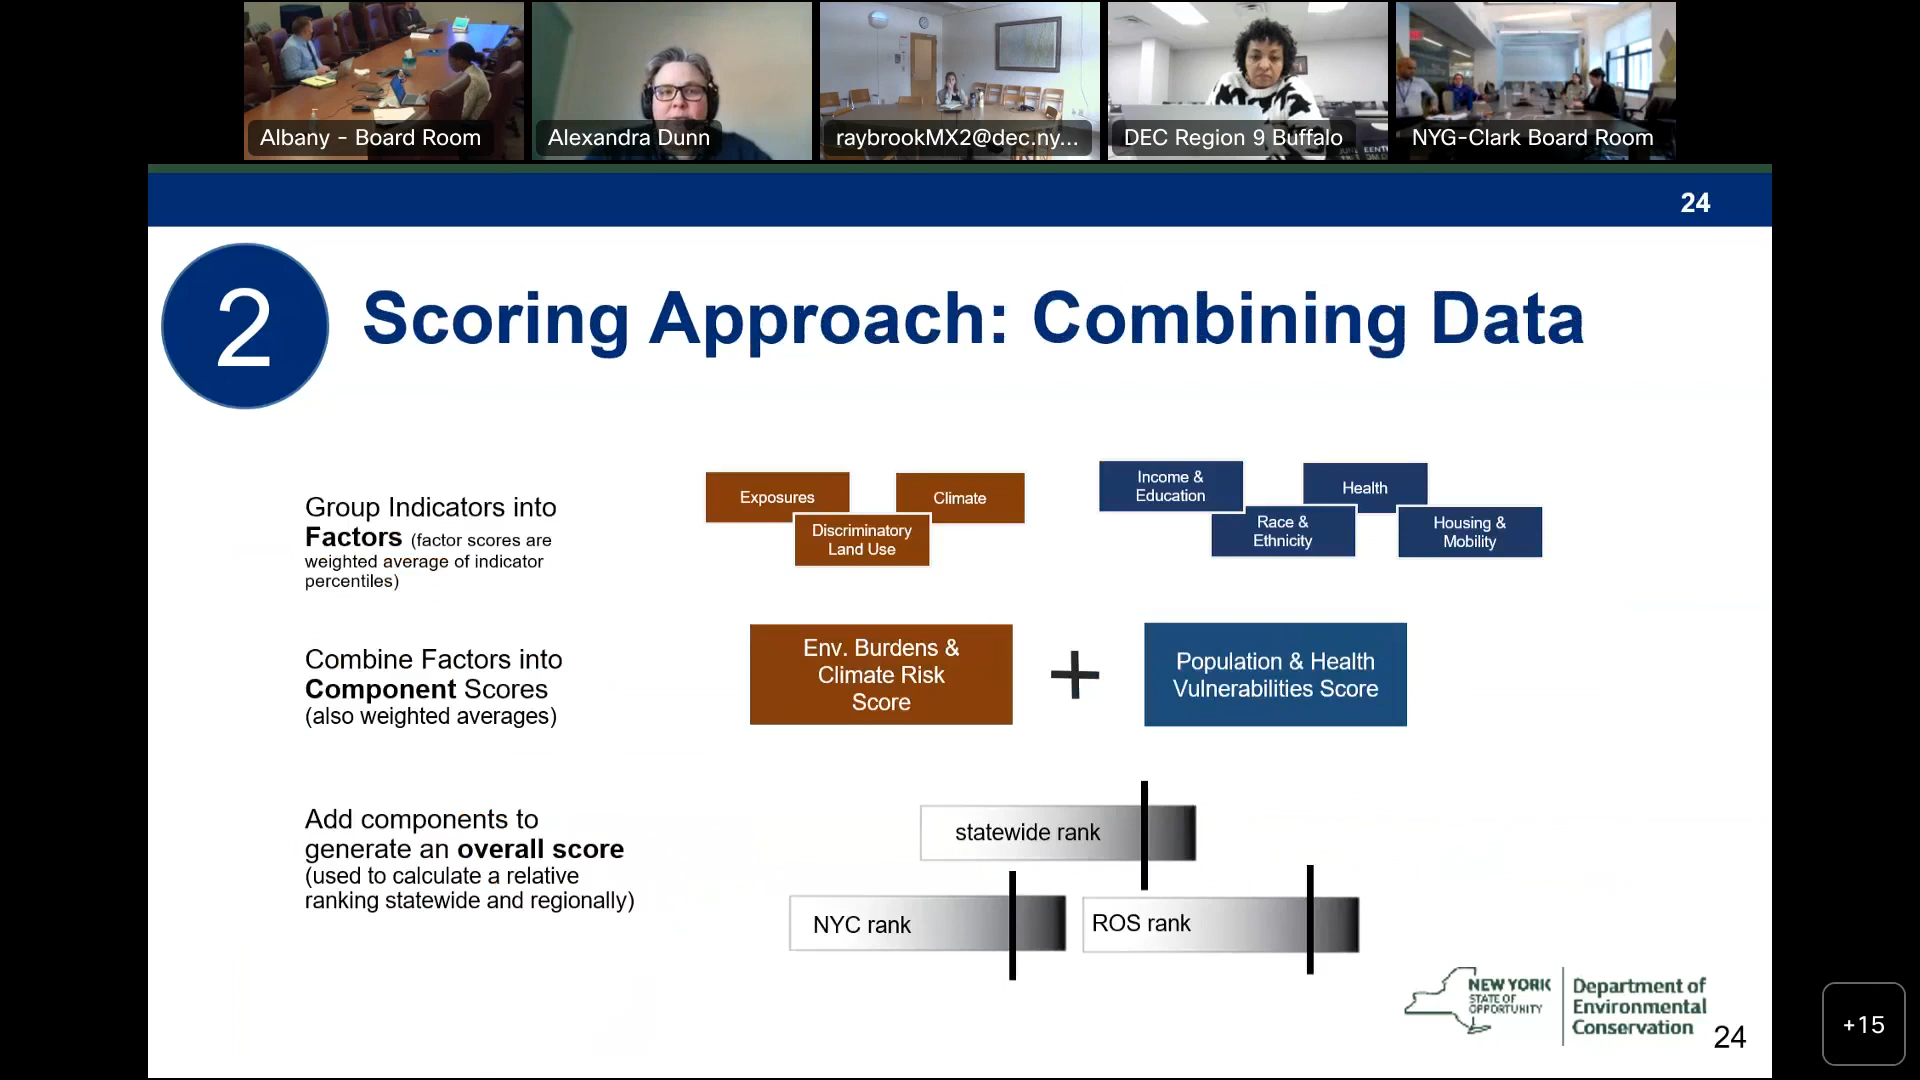 Albany - Board Room
Alexandra Dunn
raybrookMX2@dec.ny...
DEC Region 9 Buffalo
NYG-Clark Board Room
24
2
Scoring Approach: Combining Data
Group Indicators into
Factors (factor scores are
weighted average of indicator
percentiles)
Exposures
Climate
Discriminatory
Land Use
Income &
Education
Health
Race &
Ethnicity
Housing &
Mobility
Combine Factors into
Component Scores
(also weighted averages)
Env. Burdens &
Climate Risk
Score
+
Population & Health
Vulnerabilities Score
Add components to
generate an overall score
(used to calculate a relative
ranking statewide and regionally)
statewide rank
NYC rank
ROS rank
NEW YORK
STATE OF
OPPORTUNITY
Department of
Environmental
Conservation
24
+15